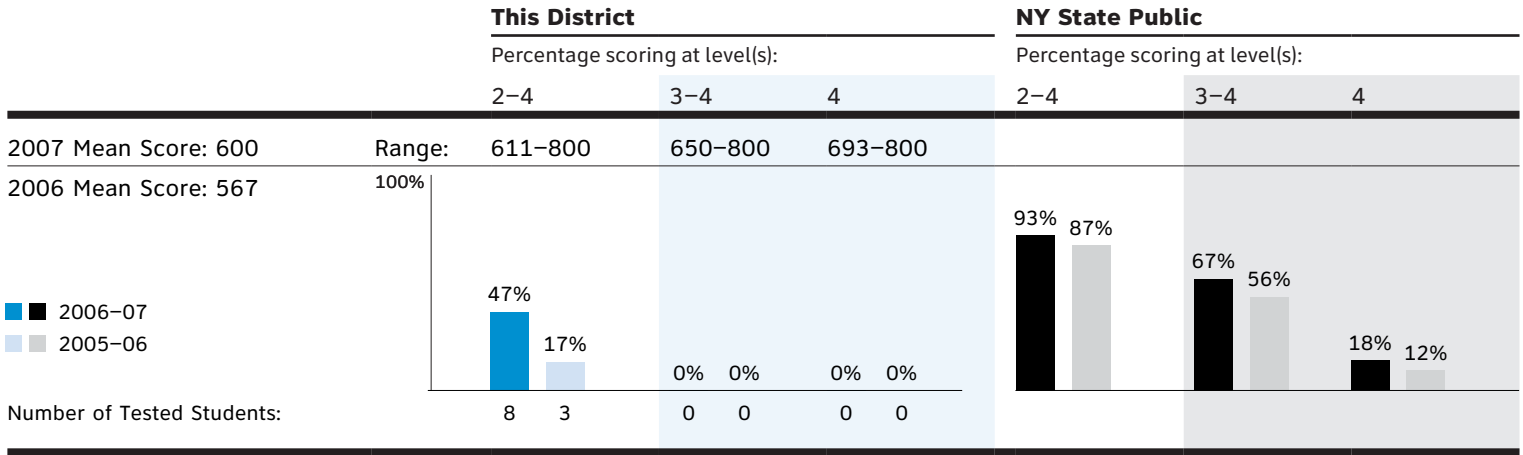 This District NY State Public
Percentage scoring at level(s): Percentage scoring at level(s):
2–4 3–4 4 2–4 3–4 4
2007 Mean Score: 600 Range: 611–800 650–800 693–800
2006 Mean Score: 567 100%
93% 87%
67% 56%
47%
2006–07
17% 18% 12%
2005–06
0% 0% 0% 0%
Number of Tested Students: 8 3 0 0 0 0